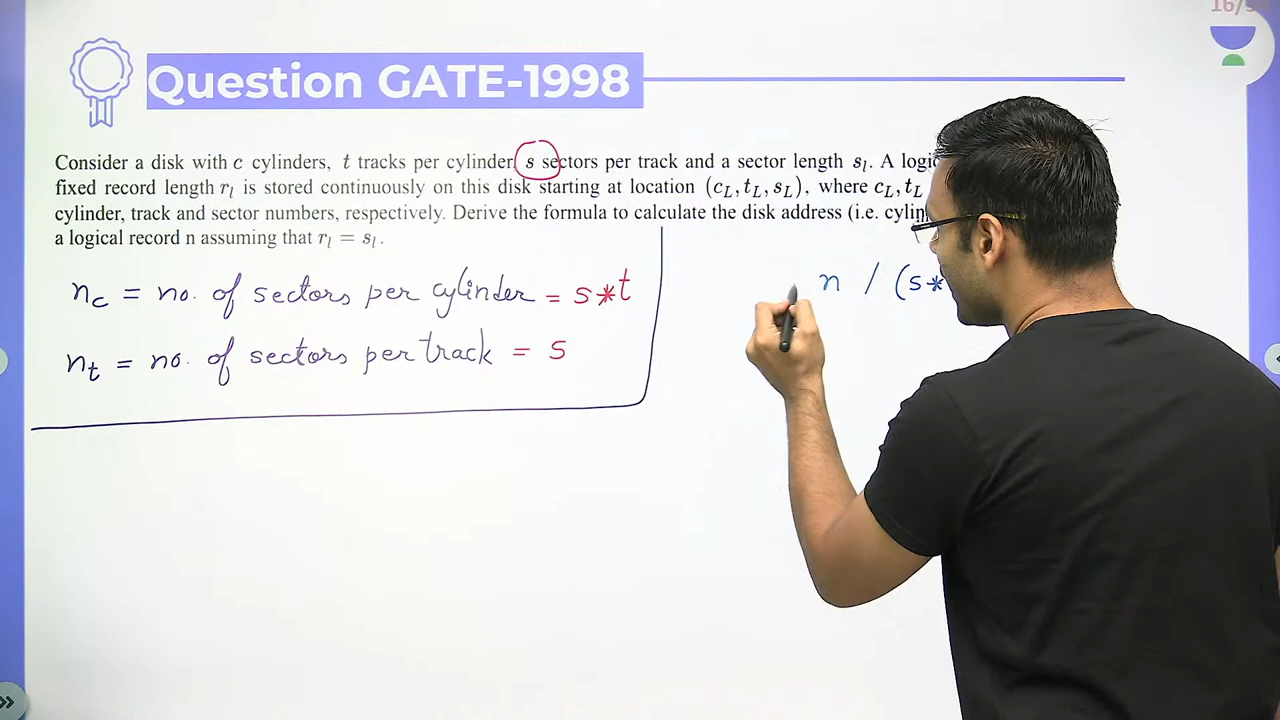 16/
Question GATE-1998
Consider a disk with c cylinders, t tracks per cylinder, s sectors per track and a sector length s_l. A
fixed record length r_l is stored continuously on this disk starting at location (c_L, t_L, s_L), where c_L, t_L
cylinder, track and sector numbers, respectively. Derive the formula to calculate the disk address (i.e.
a logical record n assuming that r_l = s_l.
n_c = no. of sectors per cylinder = s*t
n / (s*
n_t = no. of sectors per track = s